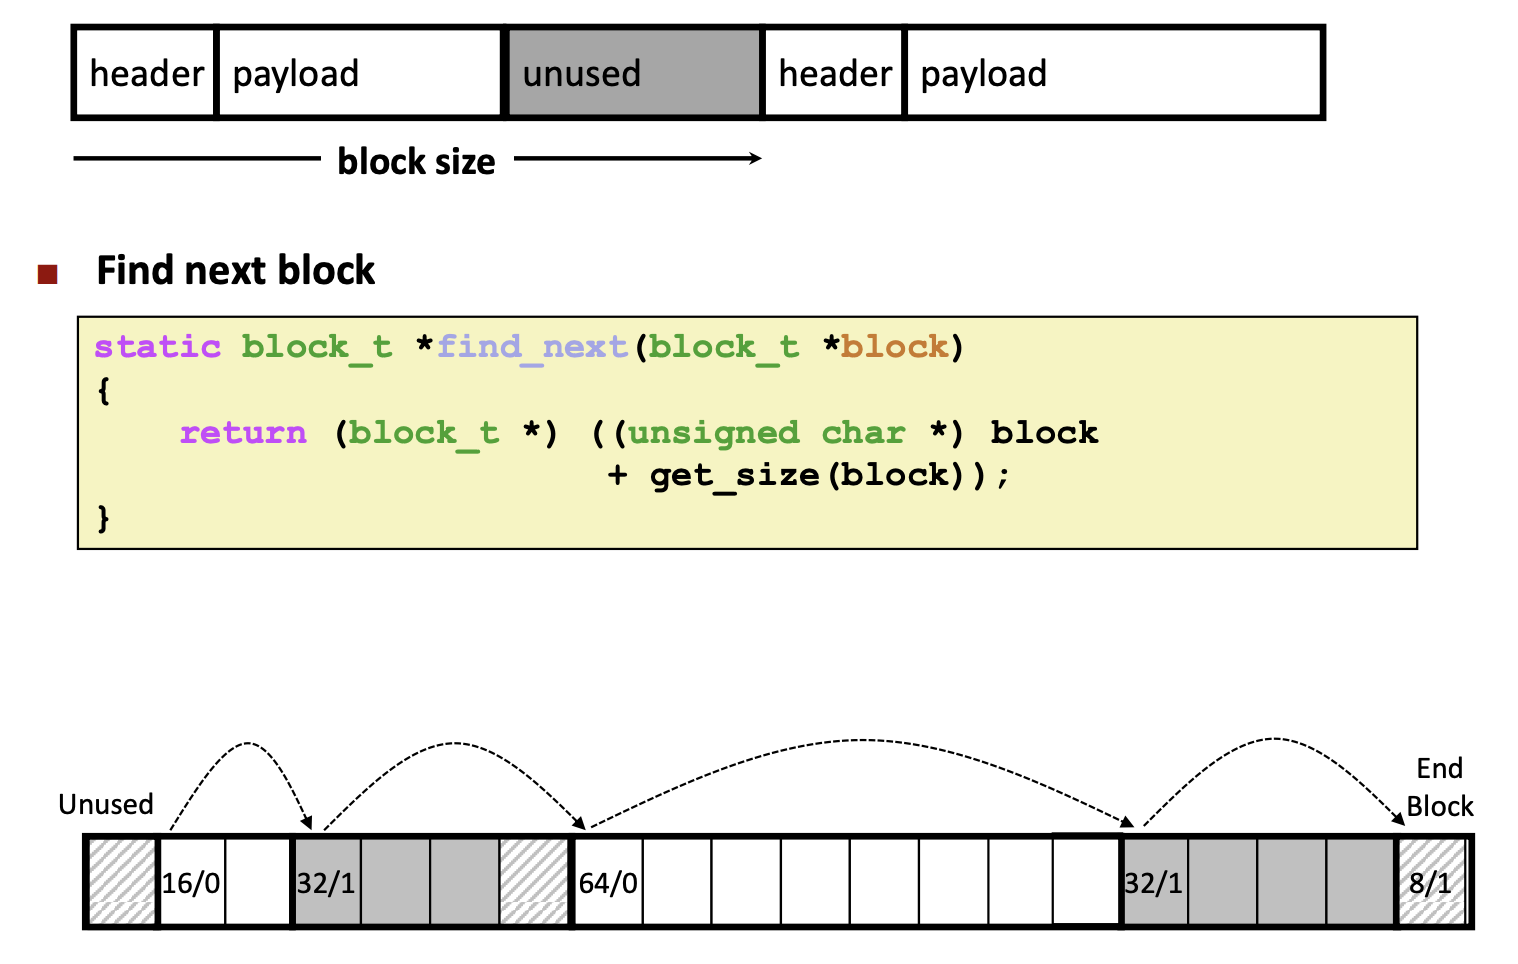 header payload unused header payload
block size
Find next block
static block_t *find_next(block_t *block)
{
    return (block_t *) ((unsigned char *) block
                        + get_size(block));
}
Unused
End
Block
16/0 32/1 64/0 32/1 8/1